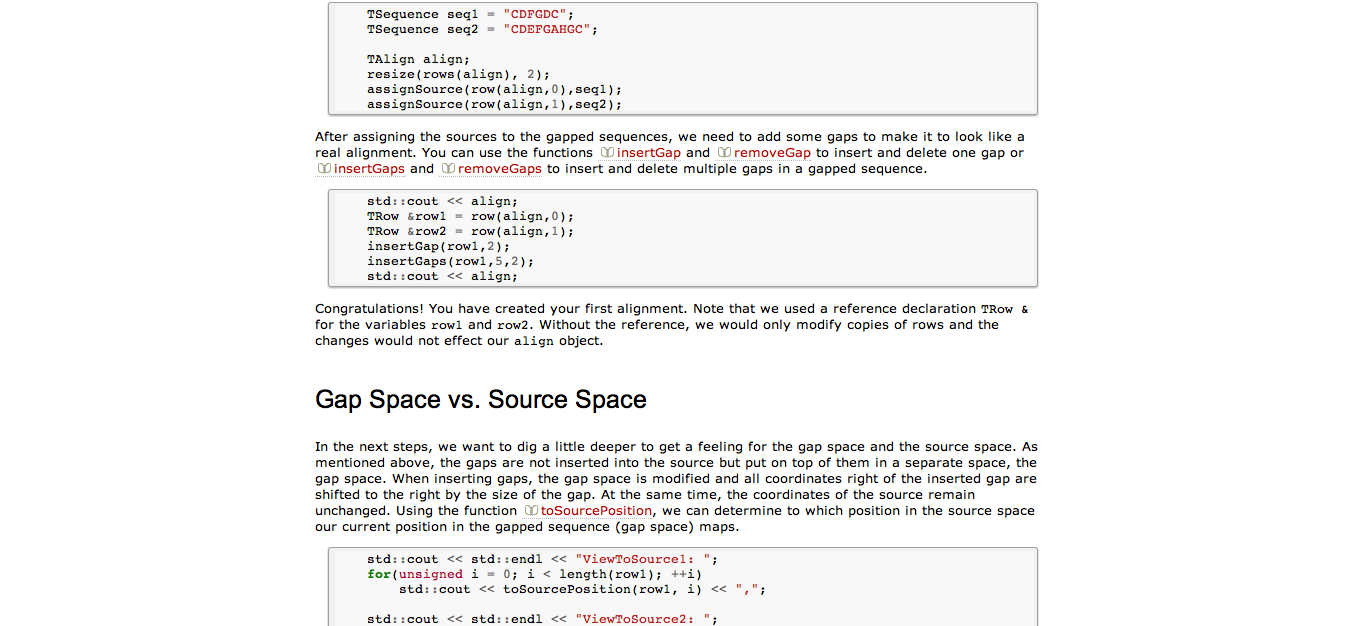 TSequence seq1 = "CDFGDC";
TSequence seq2 = "CDEFGAHGC";
TAlign align;
resize(rows(align), 2);
assignSource(row(align,0),seq1);
assignSource(row(align,1),seq2);
After assigning the sources to the gapped sequences, we need to add some gaps to make it to look like a
real alignment. You can use the functions insertGap and removeGap to insert and delete one gap or
insertGaps and removeGaps to insert and delete multiple gaps in a gapped sequence.
std::cout << align;
TRow &row1 = row(align,0);
TRow &row2 = row(align,1);
insertGap(row1,2);
insertGaps(row1,5,2);
std::cout << align;
Congratulations! You have created your first alignment. Note that we used a reference declaration TRow &
for the variables row1 and row2. Without the reference, we would only modify copies of rows and the
changes would not effect our align object.
Gap Space vs. Source Space
In the next steps, we want to dig a little deeper to get a feeling for the gap space and the source space. As
mentioned above, the gaps are not inserted into the source but put on top of them in a separate space, the
gap space. When inserting gaps, the gap space is modified and all coordinates right of the inserted gap are
shifted to the right by the size of the gap. At the same time, the coordinates of the source remain
unchanged. Using the function toSourcePosition, we can determine to which position in the source space
our current position in the gapped sequence (gap space) maps.
std::cout << std::endl << "ViewToSource1: ";
for(unsigned i = 0; i < length(row1); ++i)
    std::cout << toSourcePosition(row1, i) << ",";
std::cout << std::endl << "ViewToSource2: ";